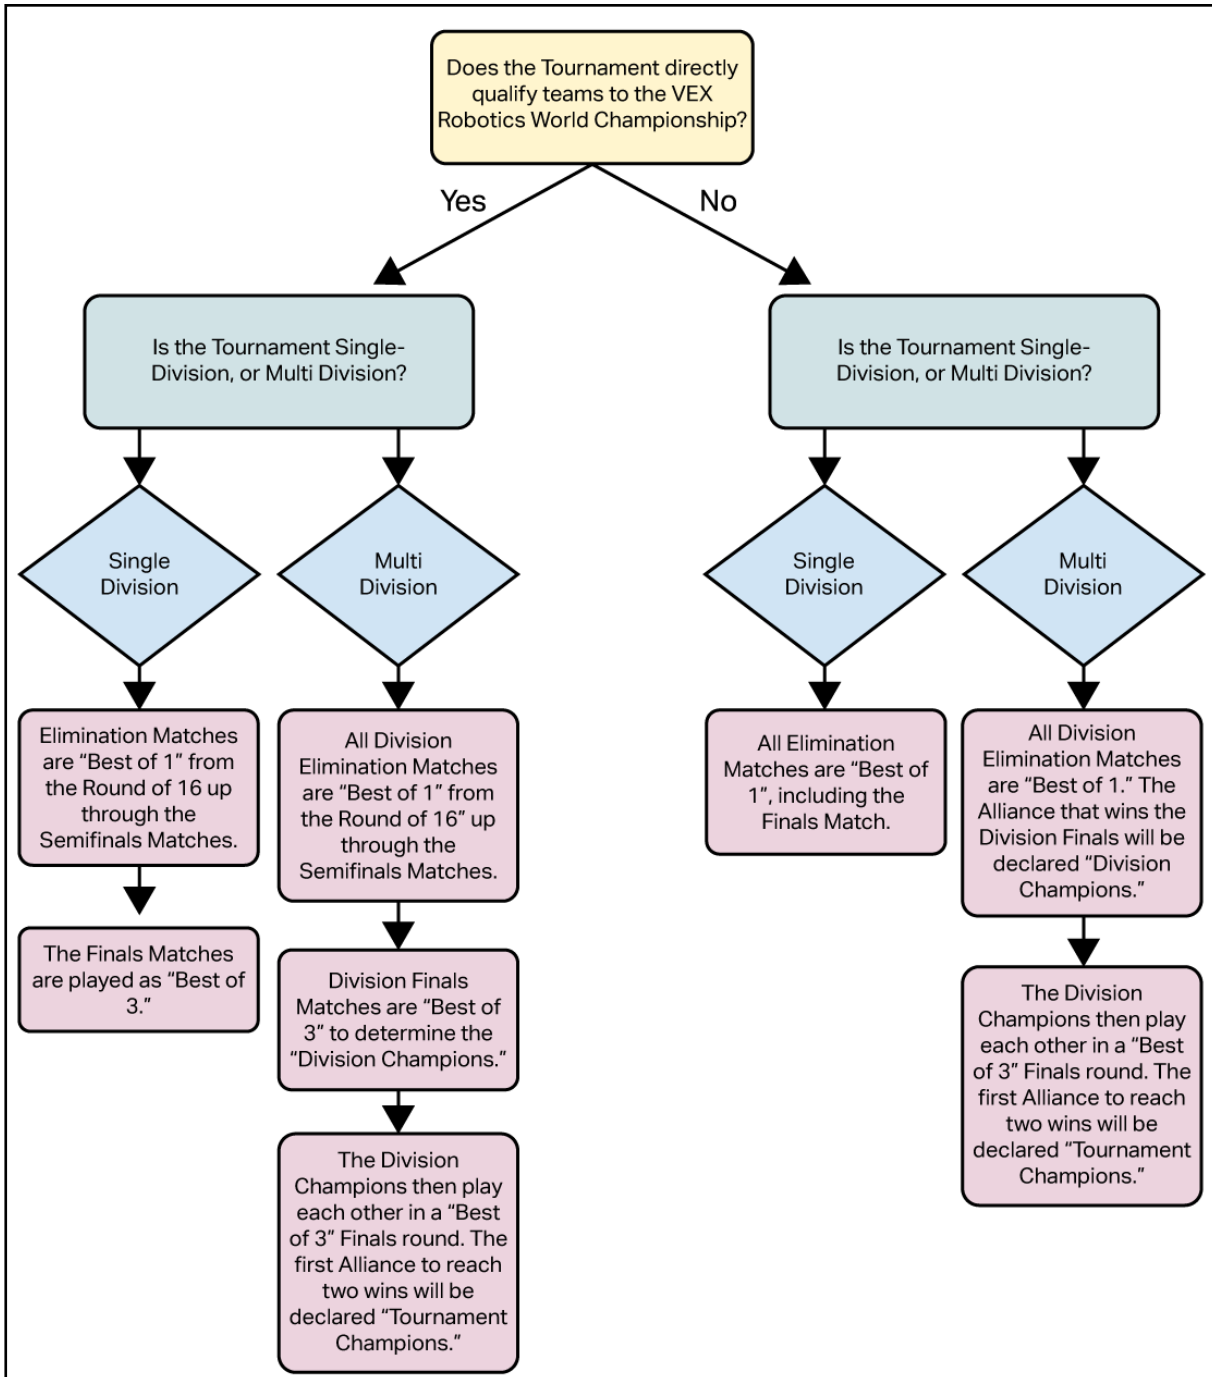 Does the Tournament directly
qualify teams to the VEX
Robotics World Championship?
Yes
No
Is the Tournament Single-
Division, or Multi Division?
Is the Tournament Single-
Division, or Multi Division?
Single
Division
Multi
Division
Single
Division
Multi
Division
Elimination Matches
are “Best of 1” from
the Round of 16 up
through the
Semifinals Matches.
The Finals Matches
are played as “Best of
3.”
All Division
Elimination Matches
are “Best of 1” from
the Round of 16” up
through the
Semifinals Matches.
Division Finals
Matches are “Best of
3” to determine the
“Division Champions.”
The Division
Champions then play
each other in a “Best
of 3” Finals round. The
first Alliance to reach
two wins will be
declared “Tournament
Champions.”
All Elimination
Matches are “Best of
1”, including the
Finals Match.
All Division
Elimination Matches
are “Best of 1.” The
Alliance that wins the
Division Finals will be
declared “Division
Champions.”
The Division
Champions then play
each other in a “Best
of 3” Finals round. The
first Alliance to reach
two wins will be
declared “Tournament
Champions.”